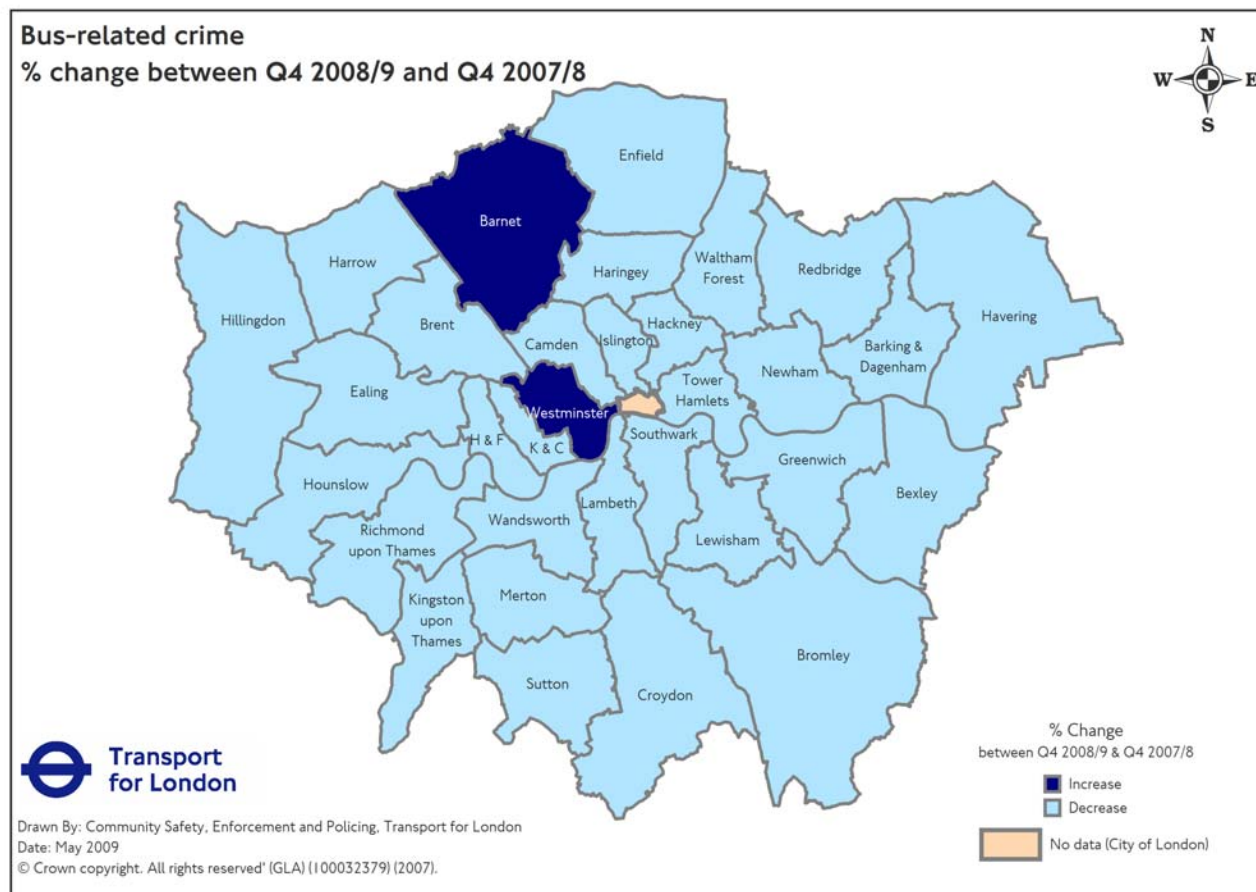 Bus-related crime
% change between Q4 2008/9 and Q4 2007/8
N
W E
S
Enfield
Barnet
Harrow
Haringey
Waltham
Forest
Redbridge
Hillingdon
Brent
Camden
Islington
Hackney
Havering
Barking &
Dagenham
Ealing
Newham
Tower
Hamlets
Westminster
H & F
K & C
Southwark
Greenwich
Hounslow
Bexley
Richmond
upon Thames
Wandsworth
Lambeth
Lewisham
Kingston
upon
Thames
Merton
Bromley
Sutton
Croydon
% Change
between Q4 2008/9 & Q4 2007/8
Increase
Decrease
No data (City of London)
Transport
for London
Drawn By: Community Safety, Enforcement and Policing, Transport for London
Date: May 2009
© Crown copyright. All rights reserved' (GLA) (100032379) (2007).